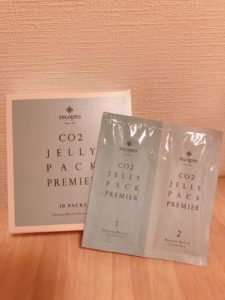 recopro
CO2
JELLY
PACK
PREMIER
10 PACKS
recopro
CO2
JELLY
PACK
PREMIER
1
recopro
CO2
JELLY
PACK
PREMIER
2